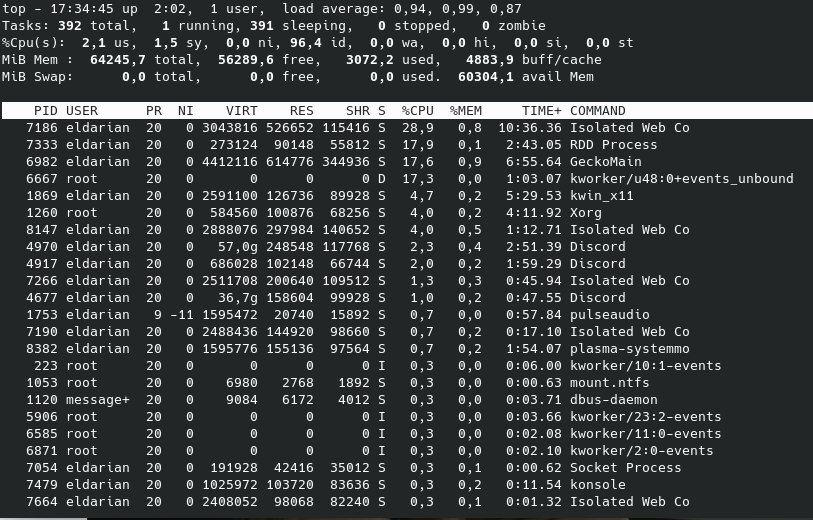 top - 17:34:45 up  2:02,  1 user,  load average: 0,94, 0,99, 0,87
Tasks: 392 total,   1 running, 391 sleeping,   0 stopped,   0 zombie
%Cpu(s):  2,1 us,  1,5 sy,  0,0 ni, 96,4 id,  0,0 wa,  0,0 hi,  0,0 si,  0,0 st
MiB Mem :  64245,7 total,  56289,6 free,   3072,2 used,   4883,9 buff/cache
MiB Swap:      0,0 total,      0,0 free,      0,0 used.  60304,1 avail Mem
PID USER      PR  NI    VIRT    RES    SHR S  %CPU  %MEM     TIME+ COMMAND
7186 eldarian  20   0 3043816 526652 115416 S  28,9   0,8  10:36.36 Isolated Web Co
7333 eldarian  20   0  273124  90148  55812 S  17,9   0,1   2:43.05 RDD Process
6982 eldarian  20   0 4412116 614776 344936 S  17,6   0,9   6:55.64 GeckoMain
6667 root      20   0       0      0      0 D  17,3   0,0   1:03.07 kworker/u48:0+events_unbound
1869 eldarian  20   0 2591100 126736  89928 S   4,7   0,2   5:29.53 kwin_x11
1260 root      20   0  584560 100876  68256 S   4,0   0,2   4:11.92 Xorg
8147 eldarian  20   0 2888076 297984 140652 S   4,0   0,5   1:12.71 Isolated Web Co
4970 eldarian  20   0   57,0g 248548 117768 S   2,3   0,4   2:51.39 Discord
4917 eldarian  20   0  686028 102148  66744 S   2,0   0,2   1:59.29 Discord
7266 eldarian  20   0 2511708 200640 109512 S   1,3   0,3   0:45.94 Isolated Web Co
4677 eldarian  20   0   36,7g 158604  99928 S   1,0   0,2   0:47.55 Discord
1753 eldarian   9 -11 1595472  20740  15892 S   0,7   0,0   0:57.84 pulseaudio
7190 eldarian  20   0 2488436 144920  98660 S   0,7   0,2   0:17.10 Isolated Web Co
8382 eldarian  20   0 1595776 155136  97564 S   0,7   0,2   1:54.07 plasma-systemmo
223 root      20   0       0      0      0 I   0,3   0,0   0:06.00 kworker/10:1-events
1053 root      20   0    6980   2768   1892 S   0,3   0,0   0:00.63 mount.ntfs
1120 message+  20   0    9084   6172   4012 S   0,3   0,0   0:03.71 dbus-daemon
5906 root      20   0       0      0      0 I   0,3   0,0   0:03.66 kworker/23:2-events
6585 root      20   0       0      0      0 I   0,3   0,0   0:02.08 kworker/11:0-events
6871 root      20   0       0      0      0 I   0,3   0,0   0:02.10 kworker/2:0-events
7054 eldarian  20   0  191928  42416  35012 S   0,3   0,1   0:00.62 Socket Process
7479 eldarian  20   0 1025972 103720  83636 S   0,3   0,2   0:11.54 konsole
7664 eldarian  20   0 2408052  98068  82240 S   0,3   0,1   0:01.32 Isolated Web Co